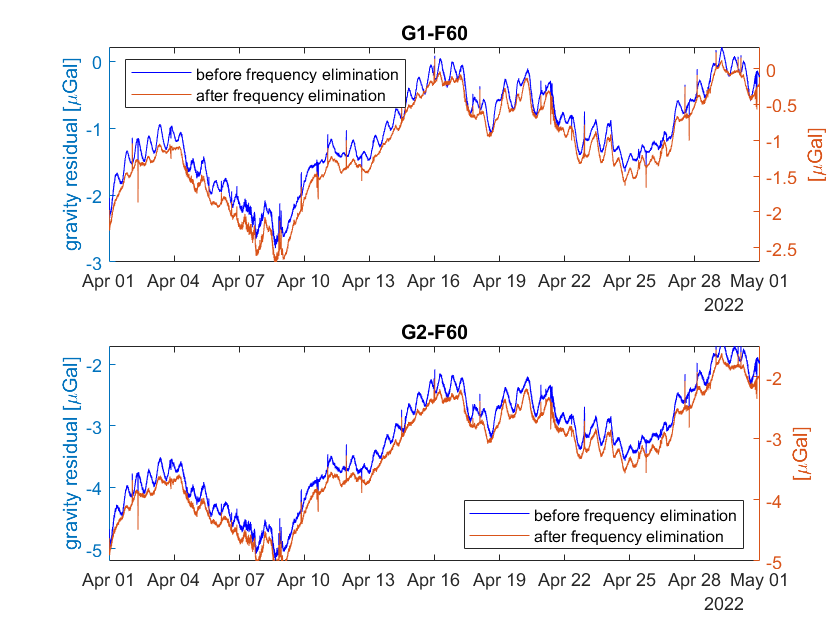 G1-F60
gravity residual [μGal]
0
-1
-2
-3
before frequency elimination
after frequency elimination
0
-0.5
-1
-1.5
-2
-2.5
[μGal]
Apr 01 Apr 04 Apr 07 Apr 10 Apr 13 Apr 16 Apr 19 Apr 22 Apr 25 Apr 28 May 01
2022
G2-F60
gravity residual [μGal]
-2
-3
-4
-5
before frequency elimination
after frequency elimination
-2
-3
-4
-5
[μGal]
Apr 01 Apr 04 Apr 07 Apr 10 Apr 13 Apr 16 Apr 19 Apr 22 Apr 25 Apr 28 May 01
2022